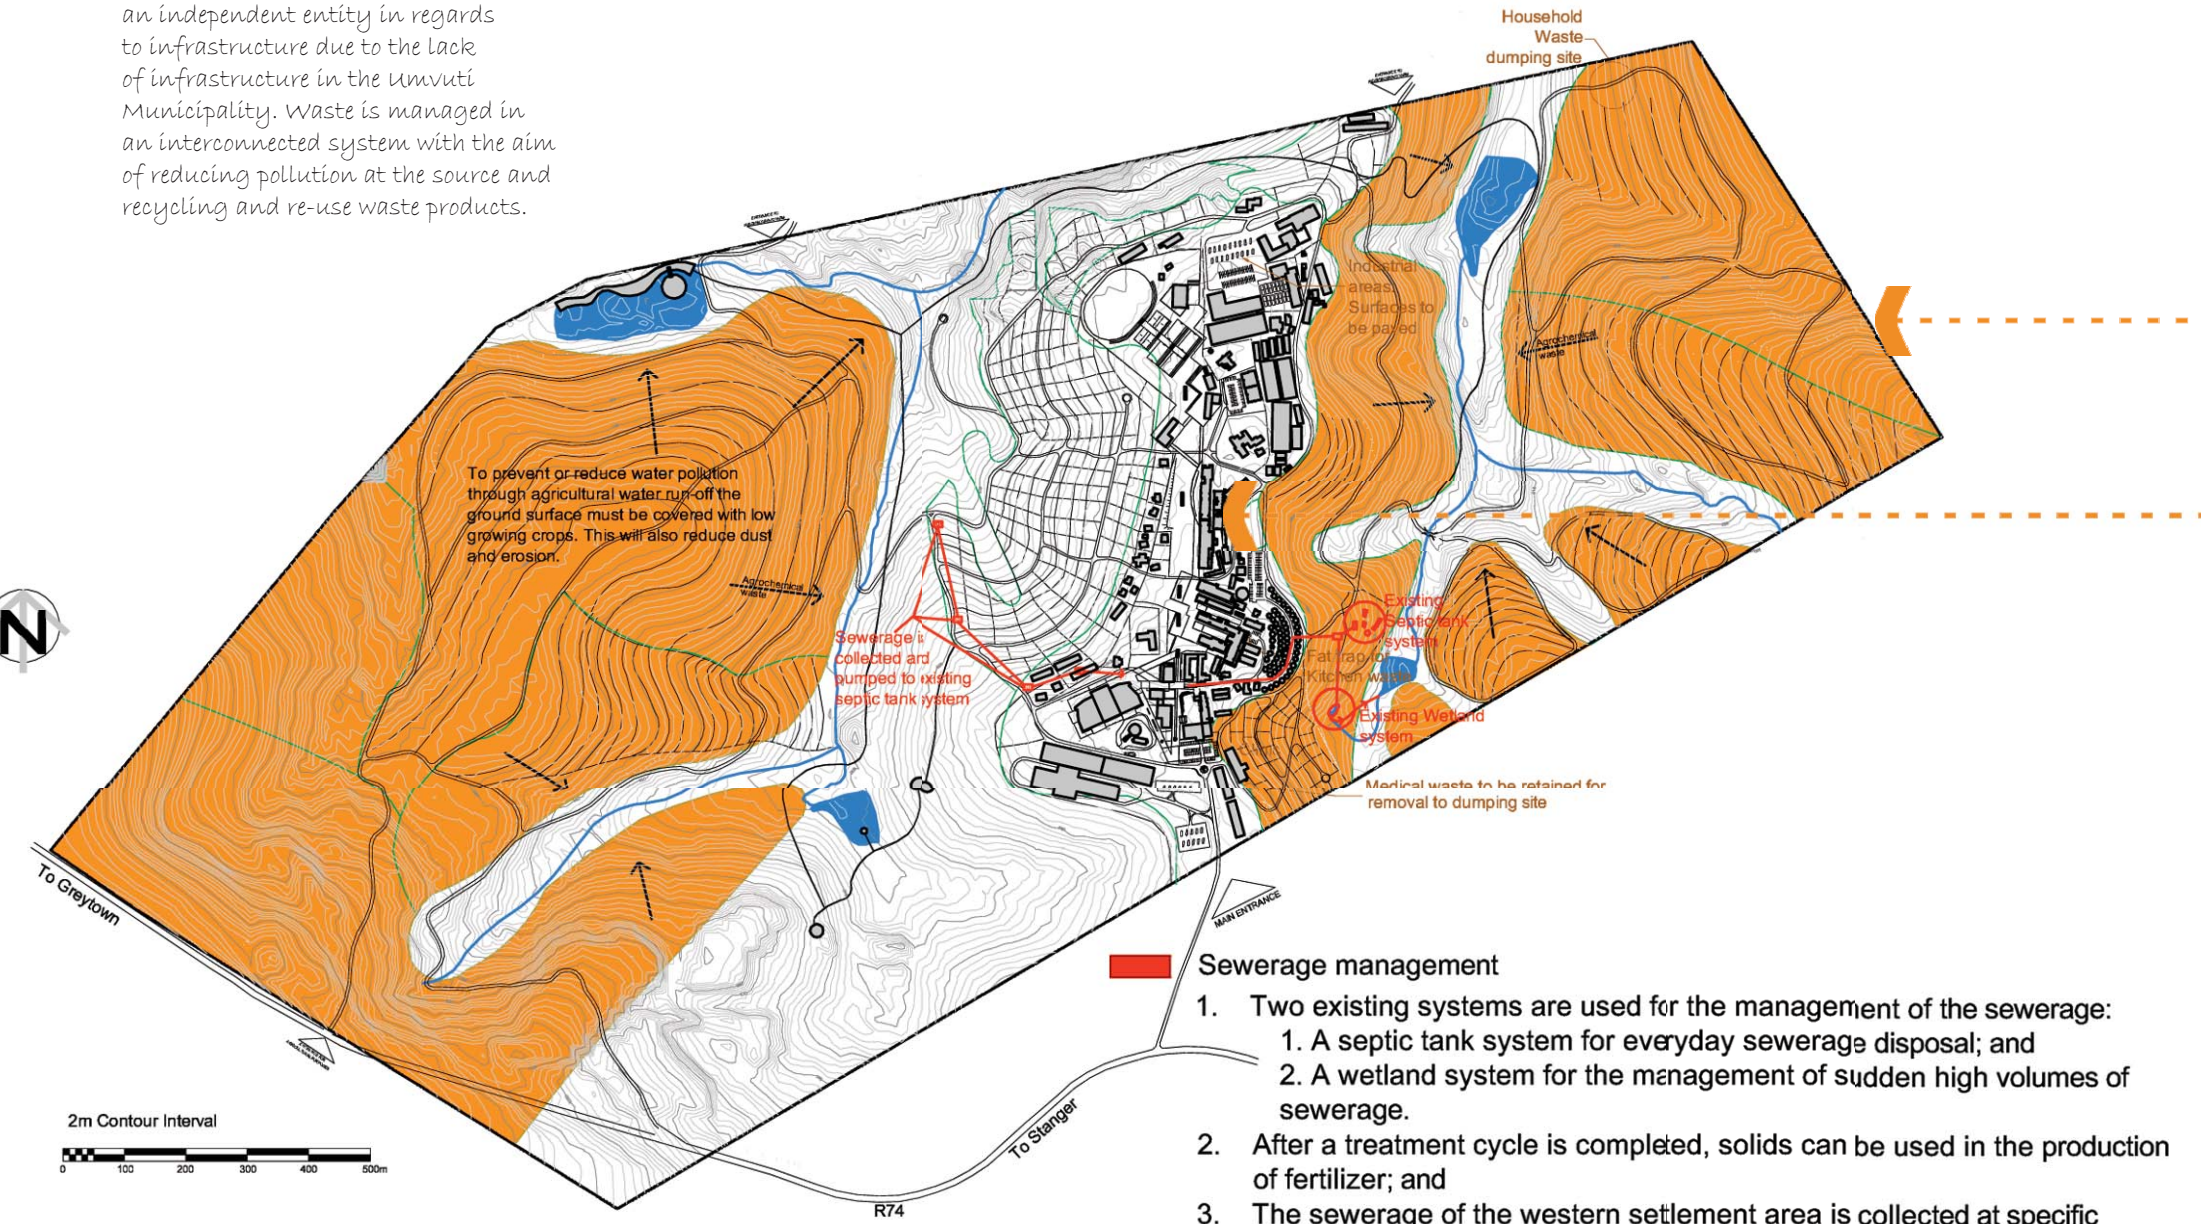 an independent entity in regards
to infrastructure due to the lack
of infrastructure in the Umvuti
Municipality. Waste is managed in
an interconnected system with the aim
of reducing pollution at the source and
recycling and re-use waste products.
Household
Waste
dumping site
Industrial
areas:
Surfaces to
be paved
Agrochemical
waste
To prevent or reduce water pollution
through agricultural water run-off the
ground surface must be covered with low
growing crops. This will also reduce dust
and erosion.
Agrochemical
waste
N
Sewerage is
collected and
pumped to existing
septic tank system
Existing
Septic tank
system
Fat trap for
Kitchen waste
Existing Wetland
system
Medical waste to be retained for
removal to dumping site
To Greytown
MAIN ENTRANCE
2m Contour Interval
0 100 200 300 400 500m
To Stanger
R74
Sewerage management
1. Two existing systems are used for the management of the sewerage:
1. A septic tank system for everyday sewerage disposal; and
2. A wetland system for the management of sudden high volumes of
sewerage.
2. After a treatment cycle is completed, solids can be used in the production
of fertilizer; and
3. The sewerage of the western settlement area is collected at specific